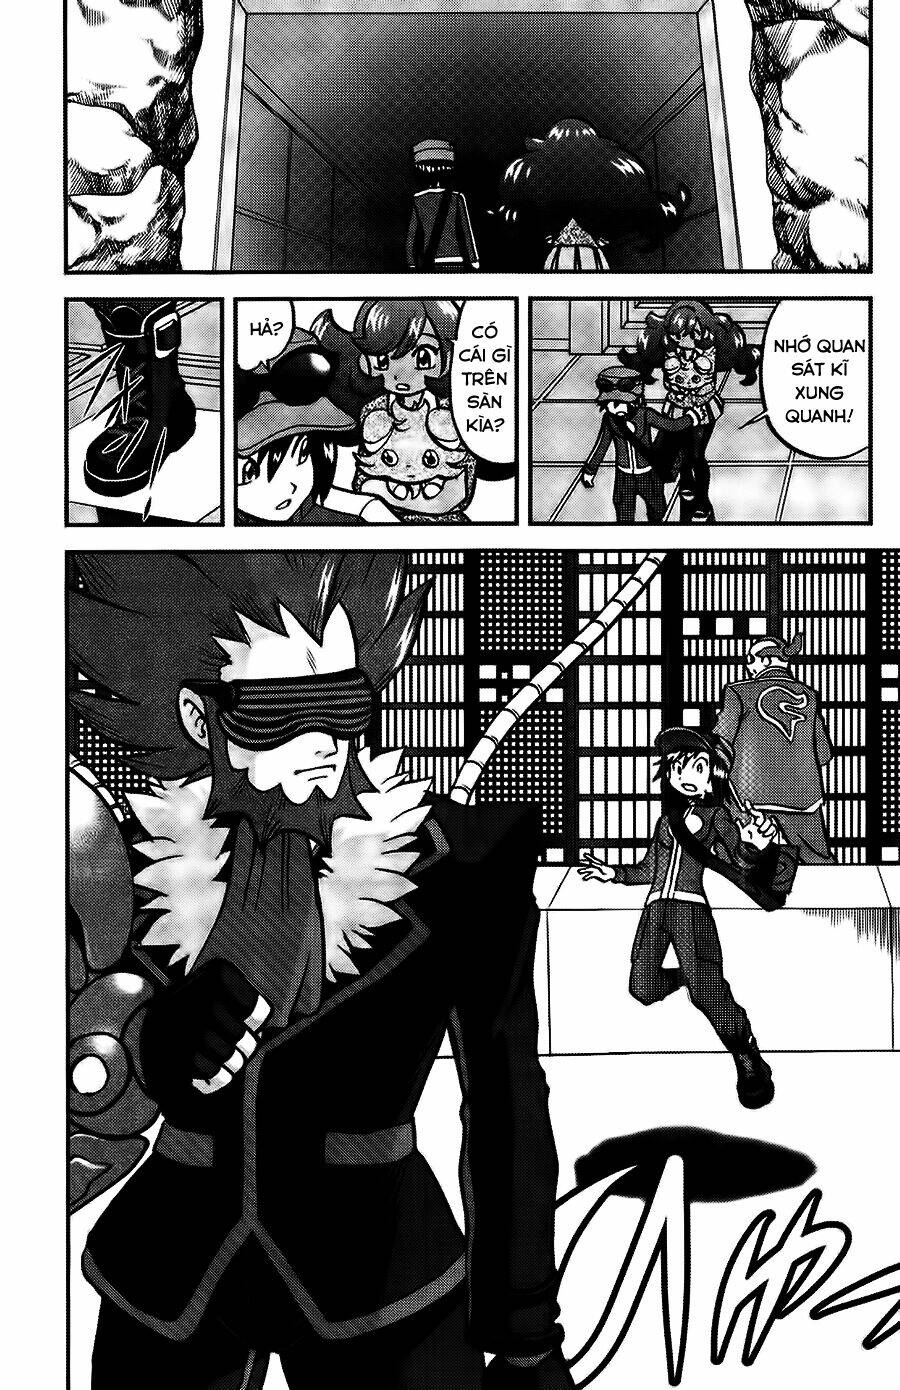 NHỚ QUAN
SÁT KĨ
XUNG
QUANH!
CÓ
CÁI GÌ
TRÊN
SÀN
KÌA?
HẢ?